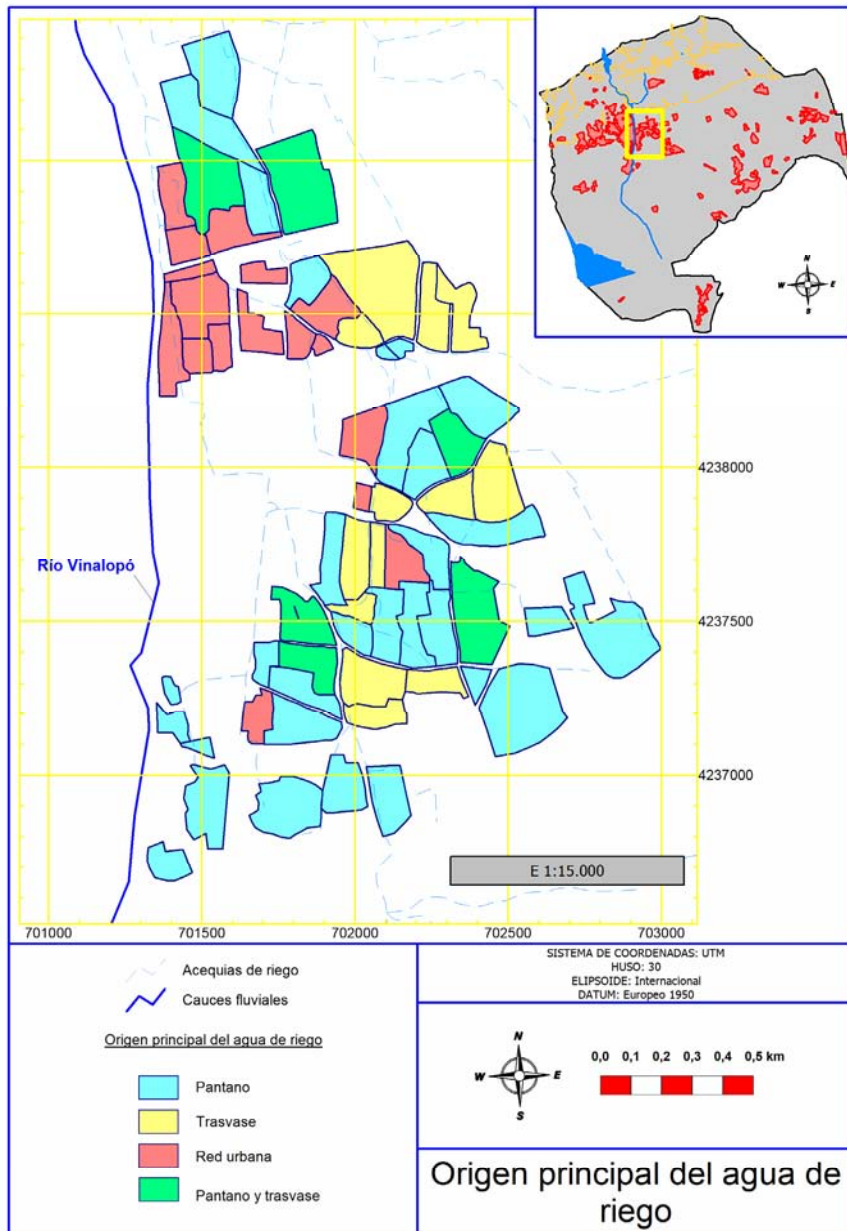 N
W E
S
Río Vinalopó
4238000
4237500
4237000
E 1:15.000
701000 701500 702000 702500 703000
Acequias de riego
Cauces fluviales
Origen principal del agua de riego
Pantano
Trasvase
Red urbana
Pantano y trasvase
SISTEMA DE COORDENADAS: UTM
HUSO: 30
ELIPSOIDE: Internacional
DATUM: Europeo 1950
N
W E
S
0,0 0,1 0,2 0,3 0,4 0,5 km
Origen principal del agua de
riego